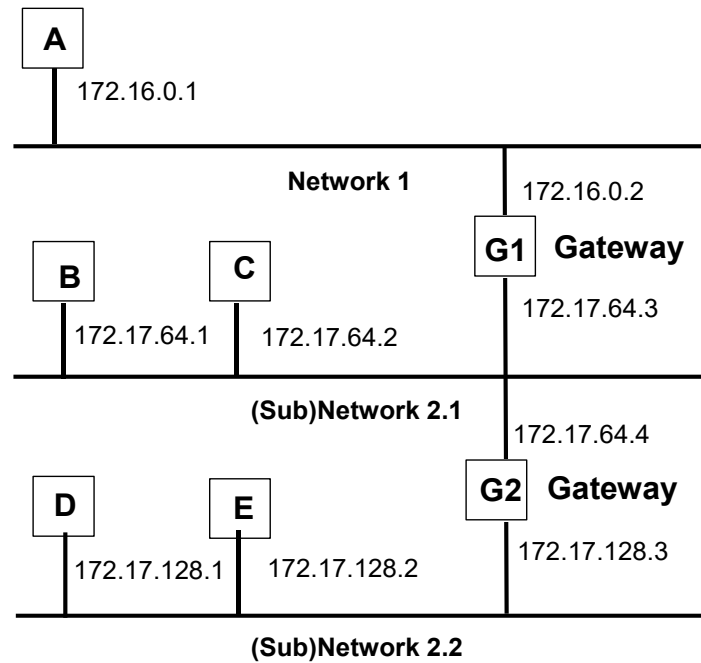 A
172.16.0.1
Network 1
172.16.0.2
G1 Gateway
B
C
172.17.64.3
172.17.64.1
172.17.64.2
(Sub)Network 2.1
172.17.64.4
G2 Gateway
D
E
172.17.128.3
172.17.128.1
172.17.128.2
(Sub)Network 2.2